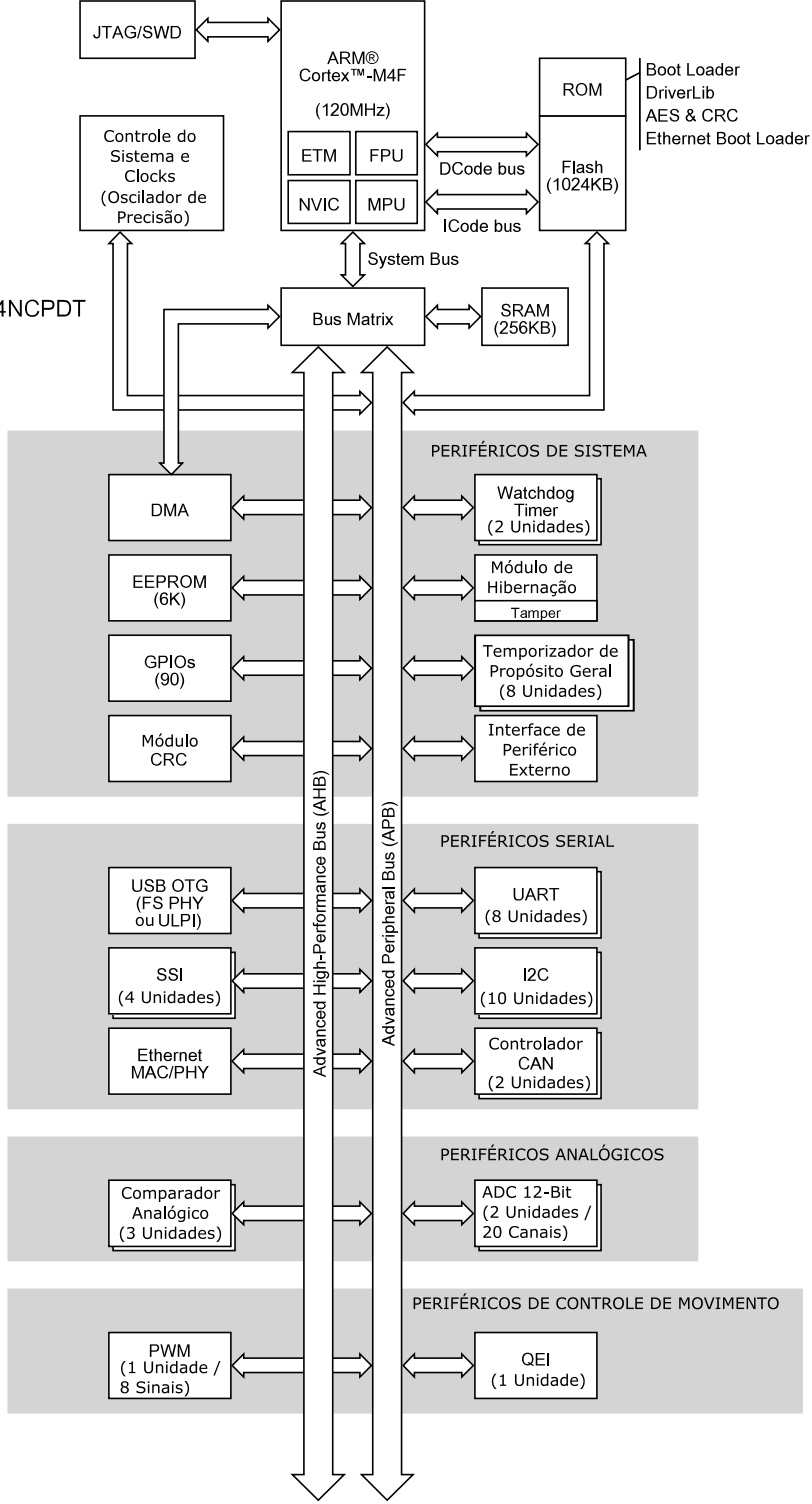 JTAG/SWD
ARM®
Cortex™-M4F
(120MHz)
ETM
FPU
NVIC
MPU
DCode bus
ICode bus
ROM
Flash
(1024KB)
Boot Loader
DriverLib
AES & CRC
Ethernet Boot Loader
Controle do
Sistema e
Clocks
(Oscilador de
Precisão)
System Bus
4NCPDT
Bus Matrix
SRAM
(256KB)
PERIFÉRICOS DE SISTEMA
DMA
Watchdog
Timer
(2 Unidades)
EEPROM
(6K)
Módulo de
Hibernação
Tamper
GPIOs
(90)
Temporizador de
Propósito Geral
(8 Unidades)
Módulo
CRC
Interface de
Periférico
Externo
Advanced High-Performance Bus (AHB)
Advanced Peripheral Bus (APB)
PERIFÉRICOS SERIAL
USB OTG
(FS PHY
ou ULPI)
UART
(8 Unidades)
SSI
(4 Unidades)
I2C
(10 Unidades)
Ethernet
MAC/PHY
Controlador
CAN
(2 Unidades)
PERIFÉRICOS ANALÓGICOS
Comparador
Analógico
(3 Unidades)
ADC 12-Bit
(2 Unidades /
20 Canais)
PERIFÉRICOS DE CONTROLE DE MOVIMENTO
PWM
(1 Unidade /
8 Sinais)
QEI
(1 Unidade)